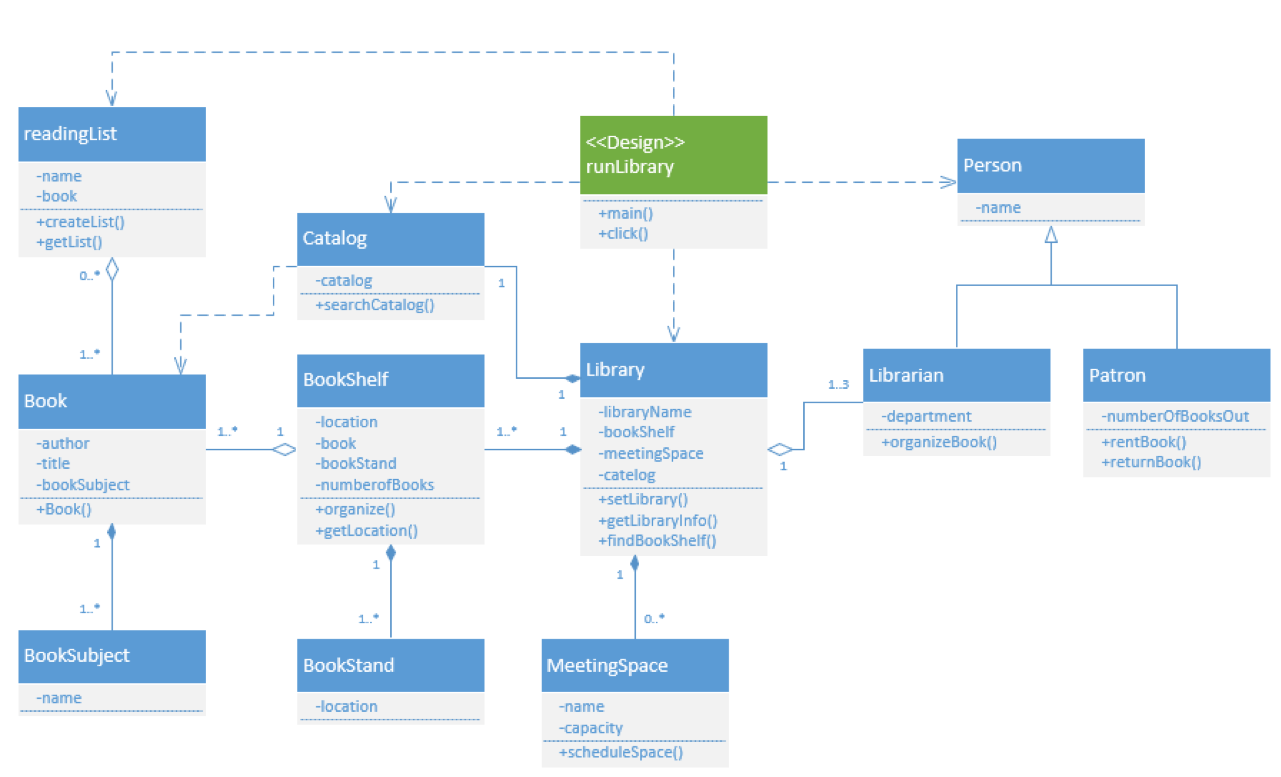 readingList
-name
-book
+createList()
+getList()
0..*
1..*
<<Design>>
runLibrary
+main()
+click()
Person
-name
Catalog
-catalog
+searchCatalog()
1
1
Book
-author
-title
-bookSubject
+Book()
1..*
1
BookShelf
-location
-book
-bookStand
-numberofBooks
+organize()
+getLocation()
1..*
1
Library
-libraryName
-bookShelf
-meetingSpace
-catelog
+setLibrary()
+getLibraryInfo()
+findBookShelf()
1..3
1
Librarian
-department
+organizeBook()
Patron
-numberOfBooksOut
+rentBook()
+returnBook()
1
1..*
1
1..*
1
0..*
BookSubject
-name
BookStand
-location
MeetingSpace
-name
-capacity
+scheduleSpace()